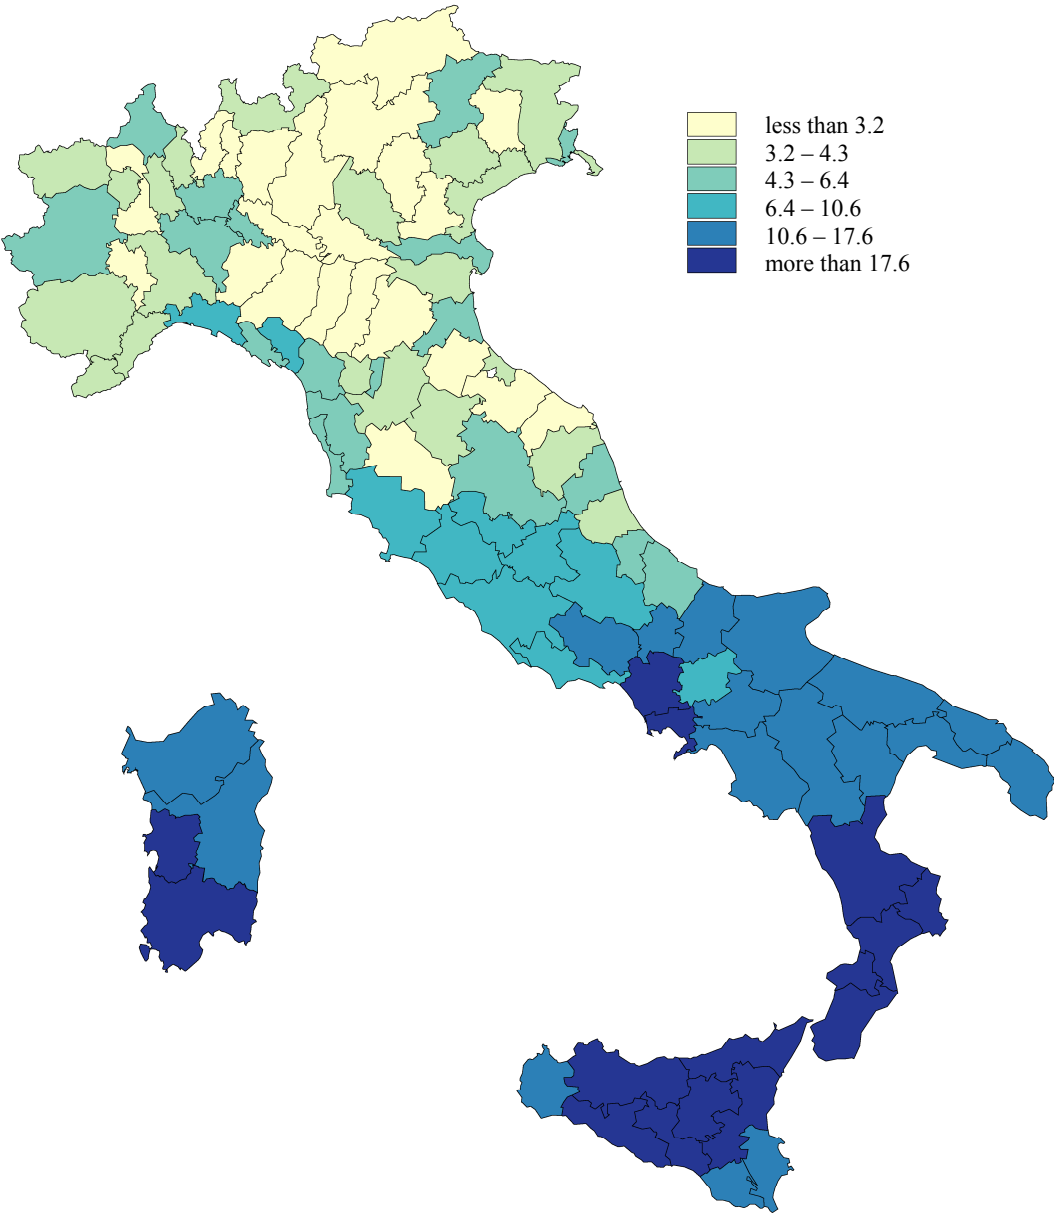 less than 3.2
3.2 – 4.3
4.3 – 6.4
6.4 – 10.6
10.6 – 17.6
more than 17.6